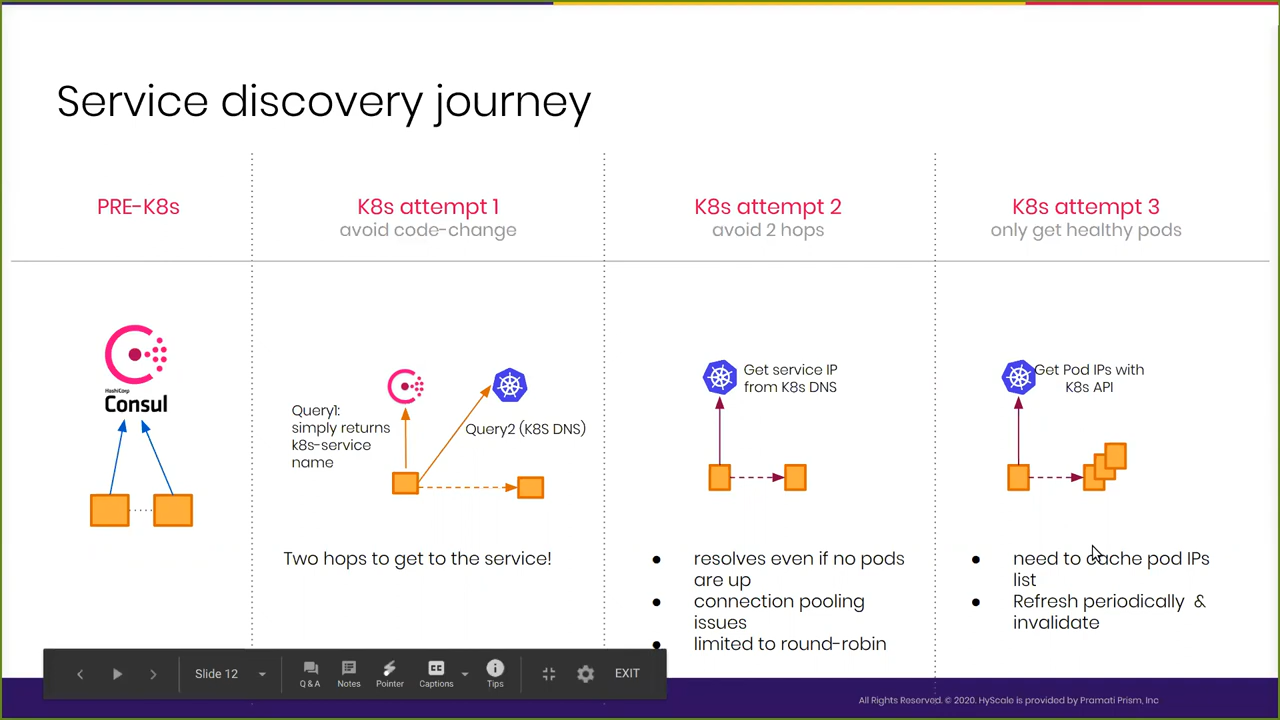 Service discovery journey
PRE-K8s
K8s attempt 1
avoid code-change
K8s attempt 2
avoid 2 hops
K8s attempt 3
only get healthy pods
HashiCorp
Consul
Query1:
simply returns
k8s-service
name
Query2 (K8S DNS)
Two hops to get to the service!
Get service IP
from K8s DNS
● resolves even if no pods
are up
● connection pooling
issues
● limited to round-robin
Get Pod IPs with
K8s API
● need to cache pod IPs
list
● Refresh periodically &
invalidate
Slide 12
Q & A
Notes
Pointer
Captions
Tips
EXIT
All Rights Reserved. © 2020. HyScale is provided by Pramati Prism, Inc